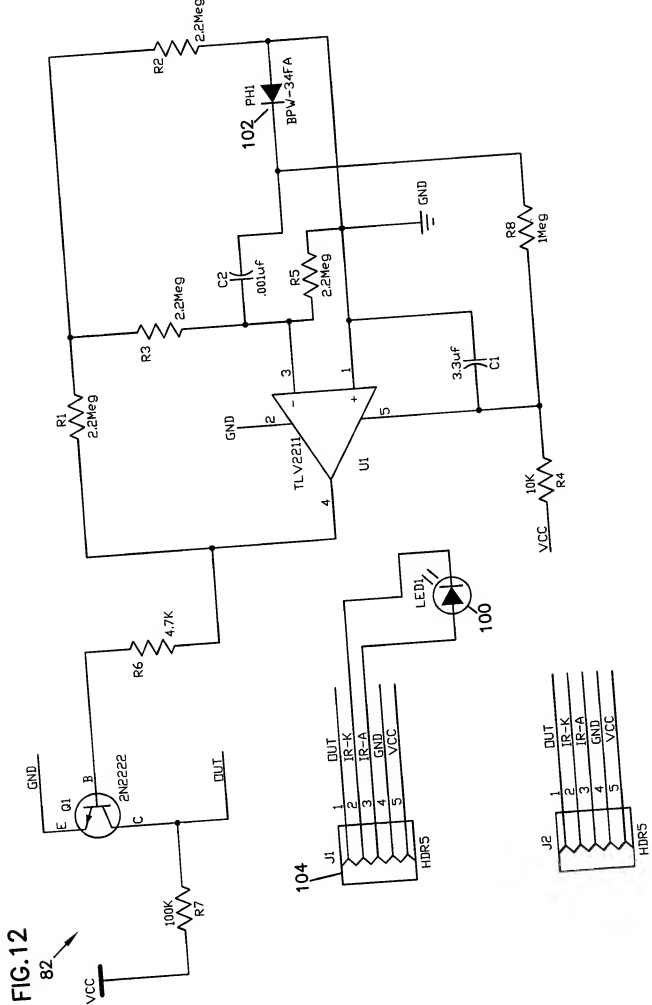 FIG.12
82
VCC
100K
R7
GND
E
Q1
B
2N2222
C
OUT
R6
4.7K
R1
2.2Meg
R2
2.2Meg
R3
2.2Meg
PH1
BPW-34FA
102
C2
.001uf
R5
2.2Meg
GND
R8
1Meg
GND
2
3
-
1
+
TLV2211
U1
4
5
3.3uf
C1
10K
R4
VCC
LED1
100
104
J1
HDR5
1 OUT
2 IR-K
3 IR-A
4 GND
5 VCC
J2
HDR5
1 OUT
2 IR-K
3 IR-A
4 GND
5 VCC